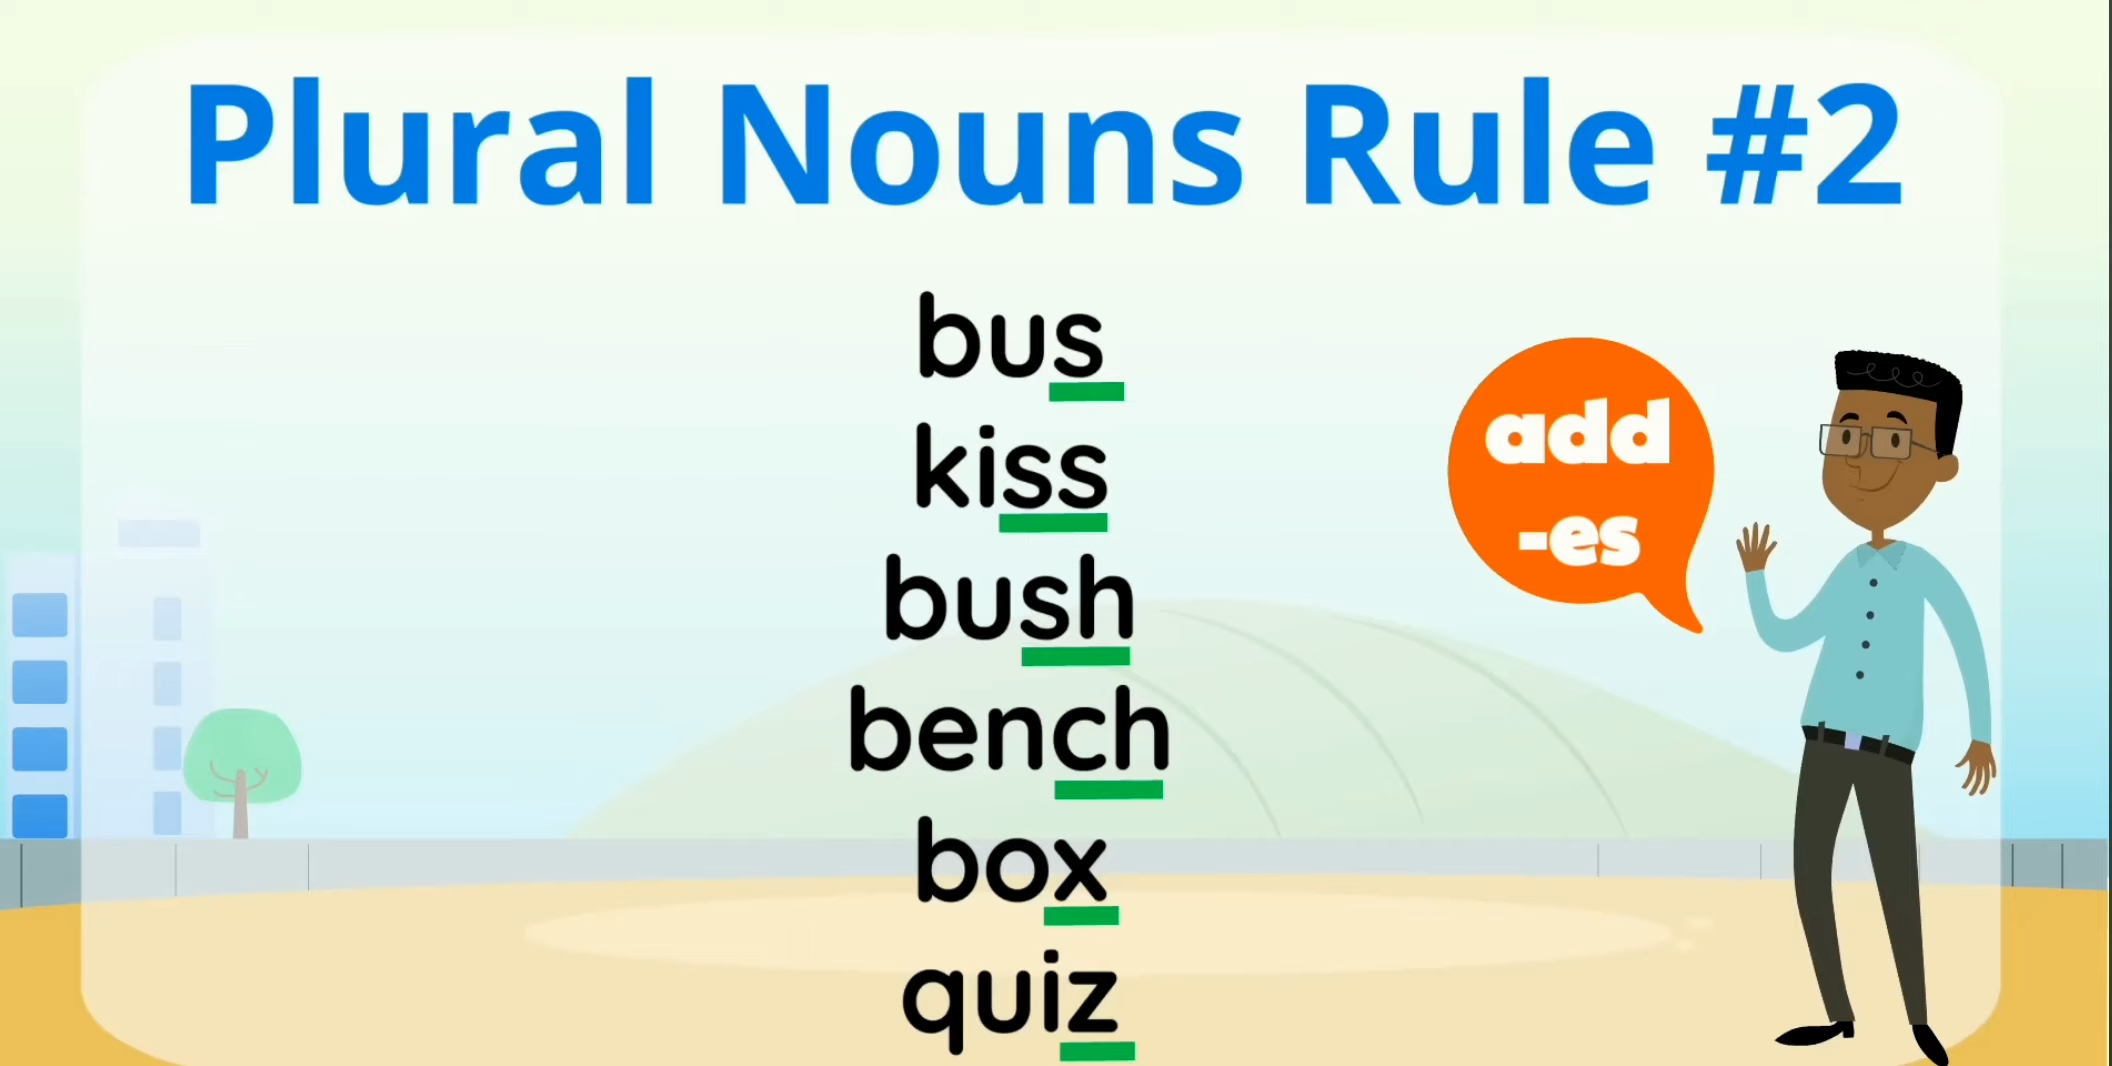 Plural Nouns Rule #2
bus
kiss
bush
bench
box
quiz
add
-es